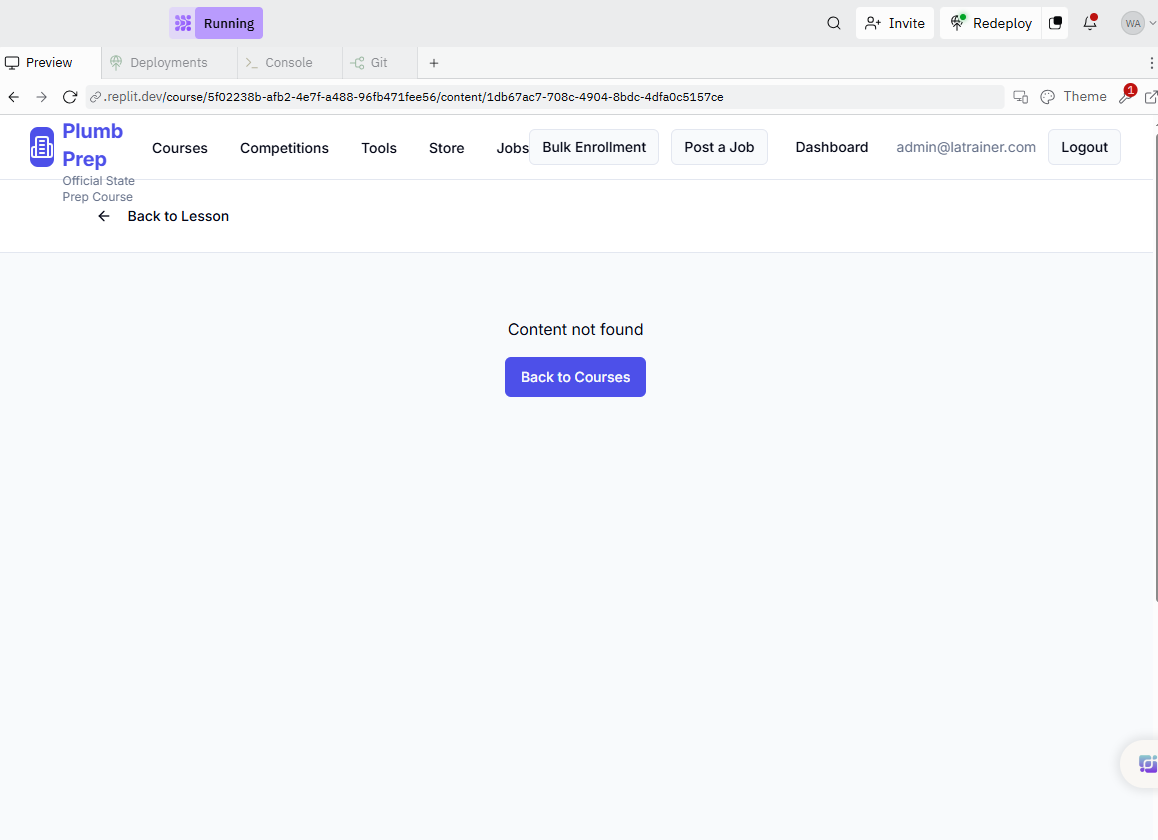 Running
Invite
Redeploy
WA
Preview
Deployments
Console
Git
.replit.dev/course/5f02238b-afb2-4e7f-a488-96fb471fee56/content/1db67ac7-708c-4904-8bdc-4dfa0c5157ce
Theme
1
Plumb
Prep
Official State
Prep Course
Courses
Competitions
Tools
Store
Jobs
Bulk Enrollment
Post a Job
Dashboard
admin@latrainer.com
Logout
Back to Lesson
Content not found
Back to Courses